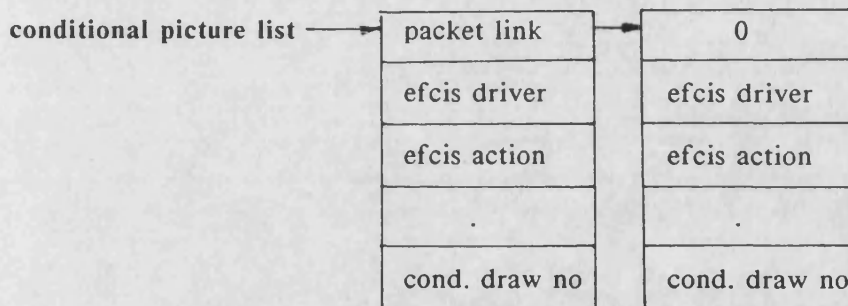 conditional picture list
packet link
efcis driver
efcis action
.
cond. draw no
0
efcis driver
efcis action
.
cond. draw no